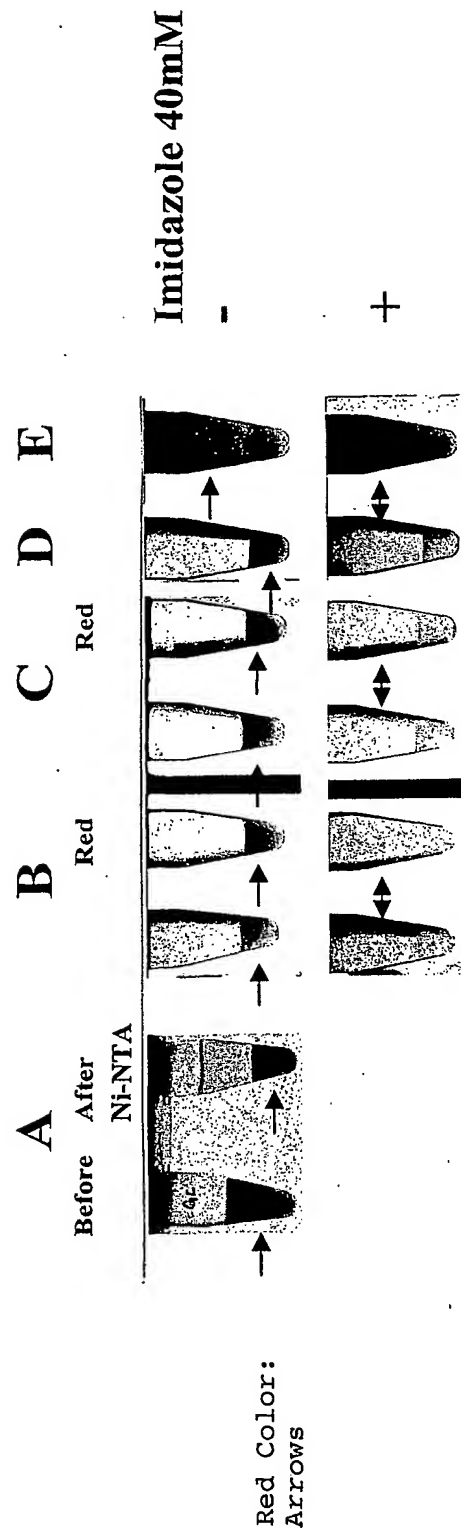 A B C D E
Before After Red Red
Ni-NTA
Imidazole 40mM
-
+
Red Color:
Arrows